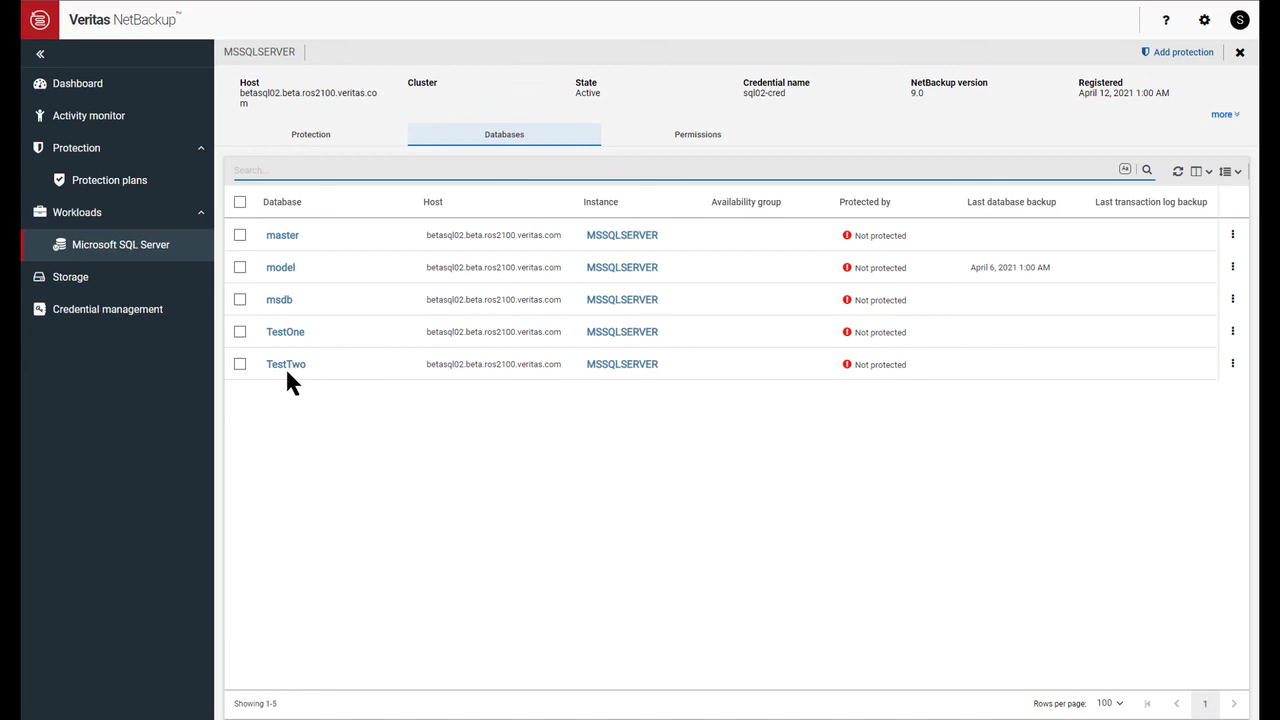 Veritas NetBackup™
S
MSSQLSERVER
Add protection
Dashboard
Activity monitor
Protection
Protection plans
Workloads
Microsoft SQL Server
Storage
Credential management
Host
betasql02.beta.ros2100.veritas.co
m
Cluster
State
Active
Credential name
sql02-cred
NetBackup version
9.0
Registered
April 12, 2021 1:00 AM
more
Protection Databases Permissions
Search...
Aa
Database Host Instance Availability group Protected by Last database backup Last transaction log backup
master betasql02.beta.ros2100.veritas.com MSSQLSERVER Not protected
model betasql02.beta.ros2100.veritas.com MSSQLSERVER Not protected April 6, 2021 1:00 AM
msdb betasql02.beta.ros2100.veritas.com MSSQLSERVER Not protected
TestOne betasql02.beta.ros2100.veritas.com MSSQLSERVER Not protected
TestTwo betasql02.beta.ros2100.veritas.com MSSQLSERVER Not protected
Showing 1-5
Rows per page: 100 1